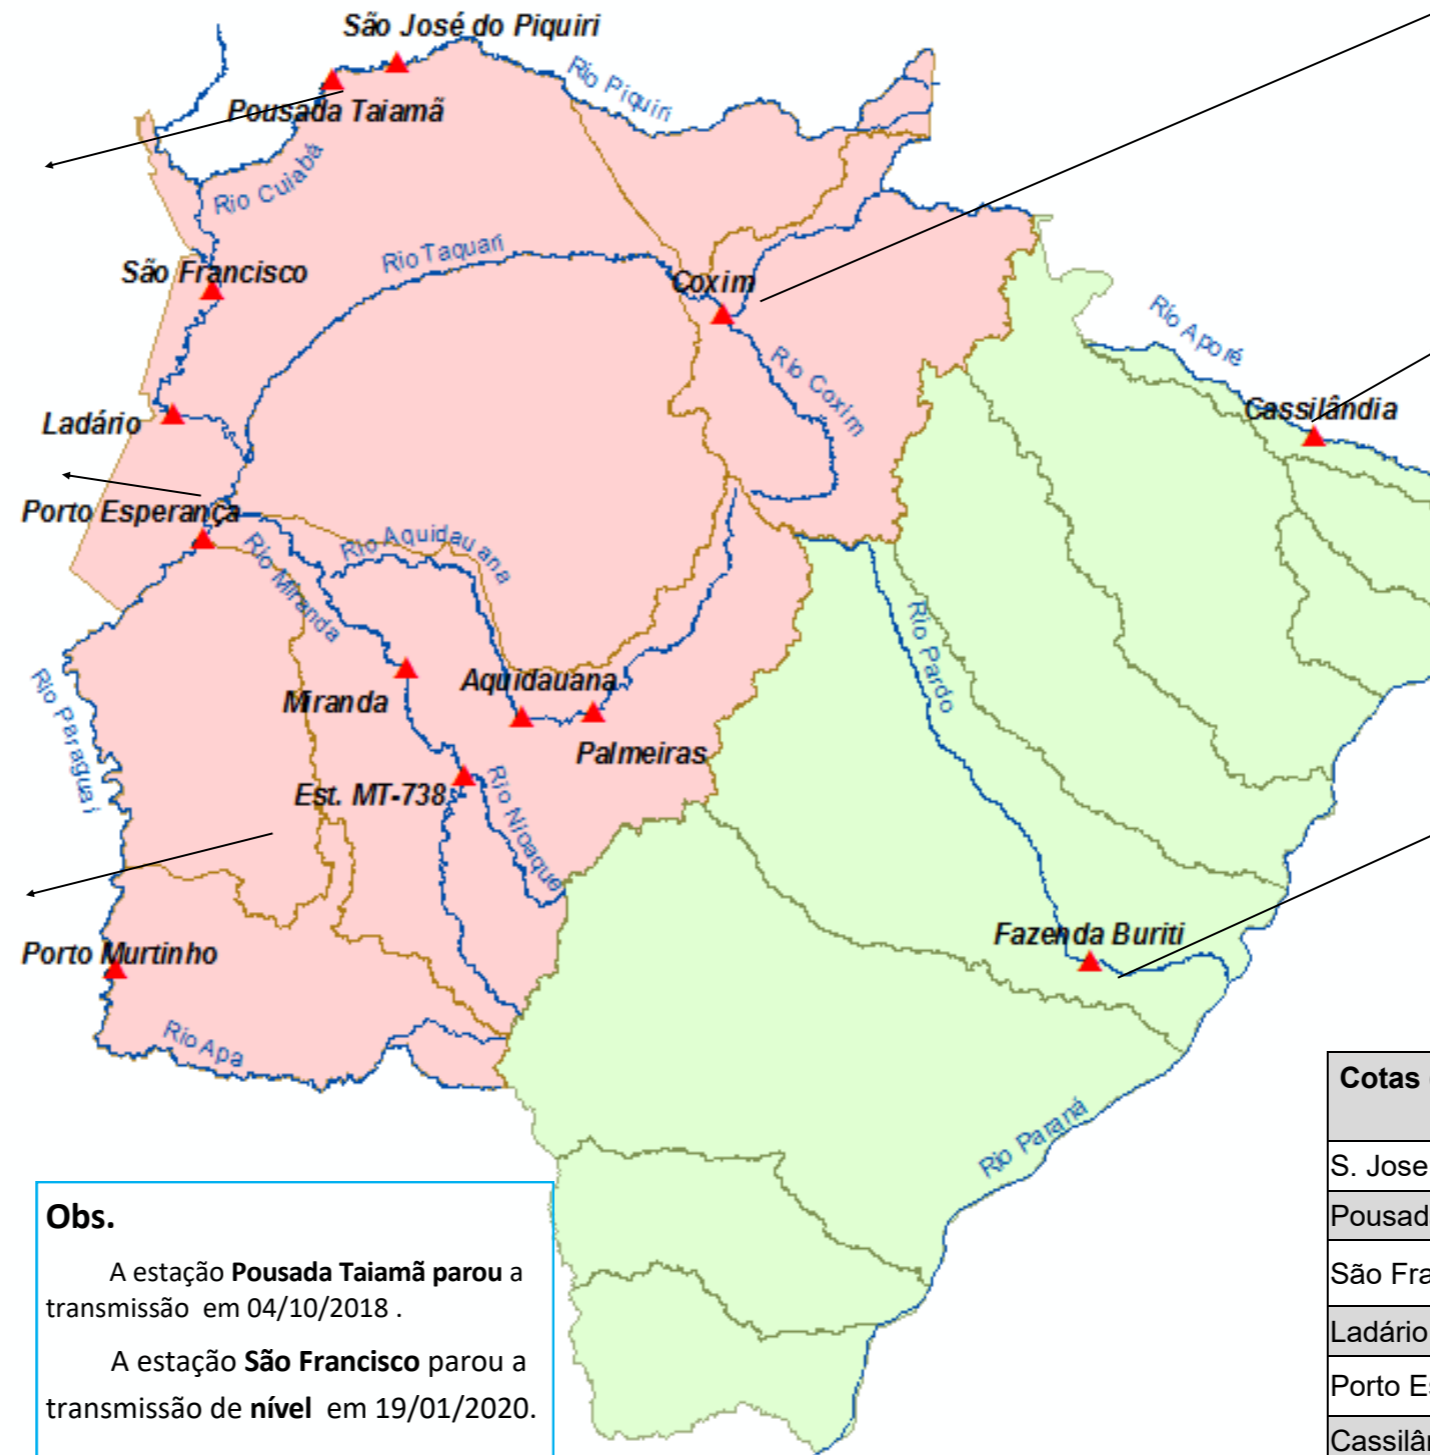 São José do Piquiri
Rio Piquiri
Pousada Taiamã
Rio Cuiabá
Rio Taquari
São Francisco
Coxim
Rio Aporé
Rio Coxim
Cassilândia
Ladário
Porto Esperança
Rio Aquidauana
Rio Miranda
Rio Pardo
Rio Paraguai
Aquidauana
Miranda
Palmeiras
Est. MT-738
Rio Nioaque
Fazenda Buriti
Porto Murtinho
Rio Apa
Rio Paraná
Obs.
A estação Pousada Taiamã parou a
transmissão em 04/10/2018 .
A estação São Francisco parou a
transmissão de nível em 19/01/2020.
Cotas
S. Jose
Pousad
São Fra
Ladário
Porto Es
Cassilân